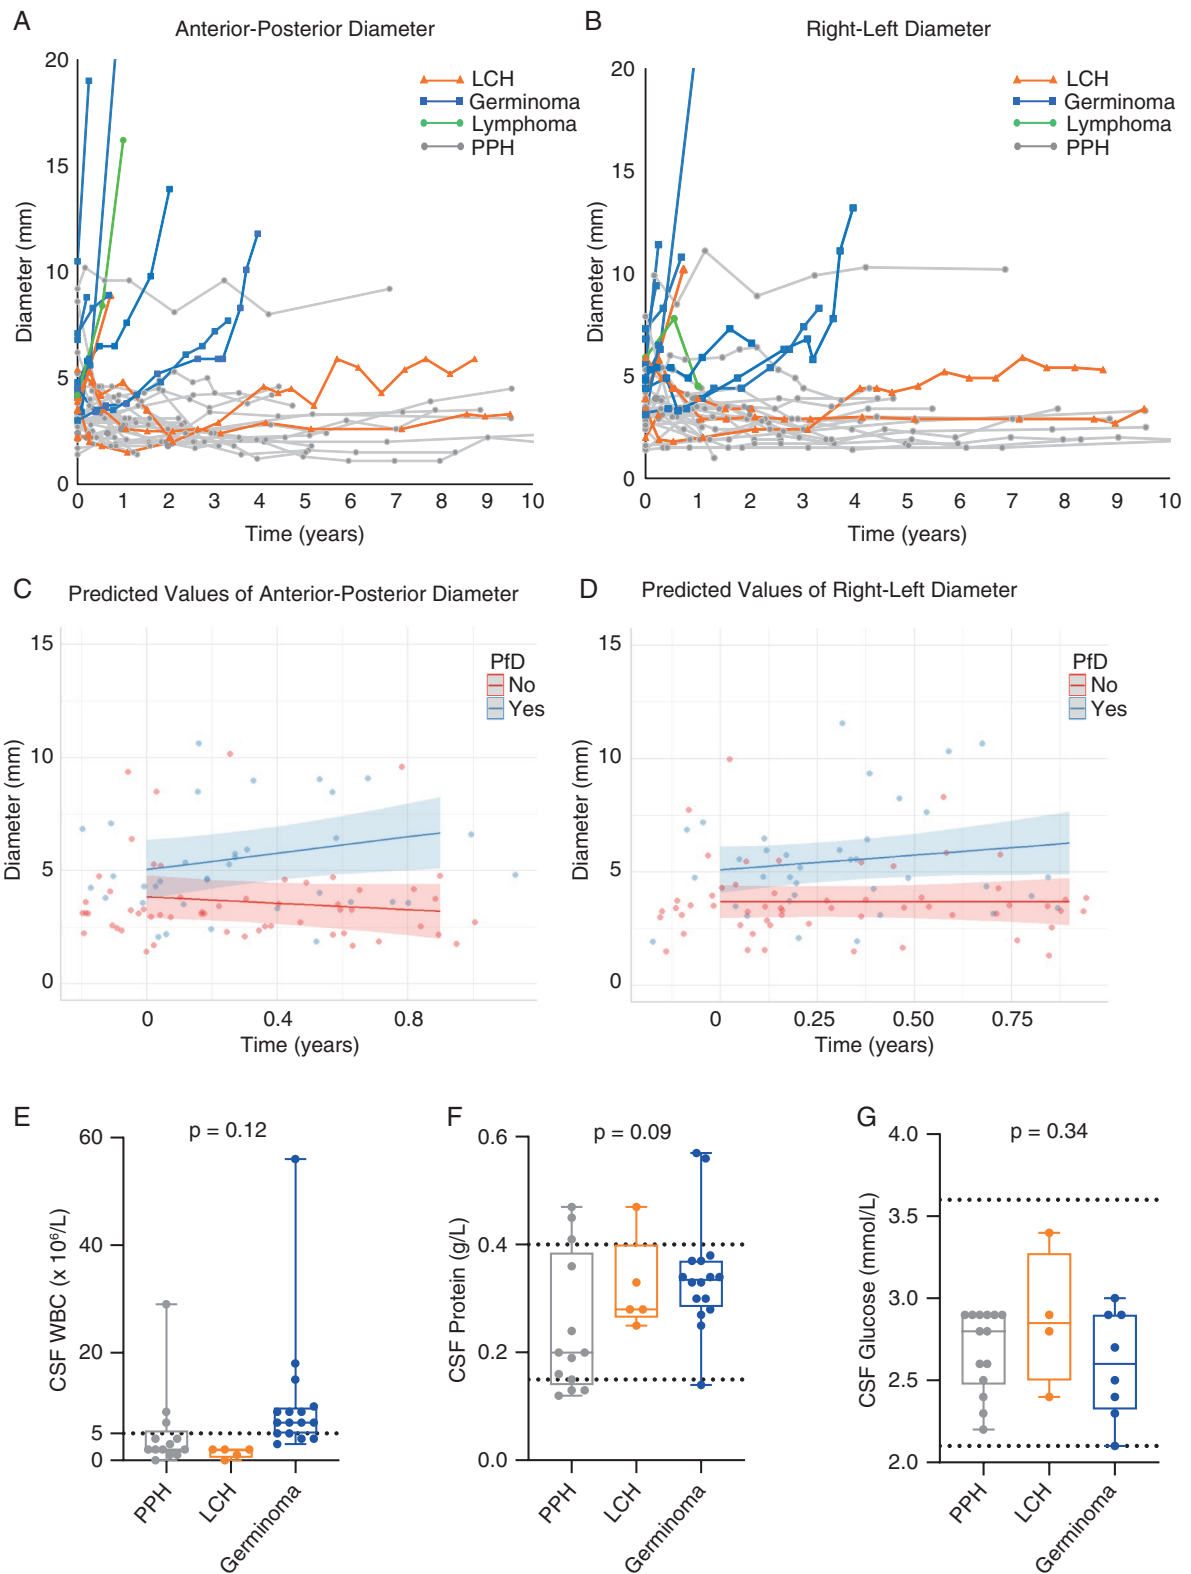 A
Anterior-Posterior Diameter
20
15
10
5
0
Diameter (mm)
LCH
Germinoma
Lymphoma
PPH
0 1 2 3 4 5 6 7 8 9 10
Time (years)
B
Right-Left Diameter
20
15
10
5
0
Diameter (mm)
LCH
Germinoma
Lymphoma
PPH
0 1 2 3 4 5 6 7 8 9 10
Time (years)
C
Predicted Values of Anterior-Posterior Diameter
15
10
5
0
Diameter (mm)
PfD
No
Yes
0 0.4 0.8
Time (years)
D
Predicted Values of Right-Left Diameter
15
10
5
0
Diameter (mm)
PfD
No
Yes
0 0.25 0.50 0.75
Time (years)
E
p = 0.12
60
40
20
5
0
CSF WBC (x 10⁶/L)
PPH
LCH
Germinoma
F
p = 0.09
0.6
0.4
0.2
0.0
CSF Protein (g/L)
PPH
LCH
Germinoma
G
p = 0.34
4.0
3.5
3.0
2.5
2.0
CSF Glucose (mmol/L)
PPH
LCH
Germinoma